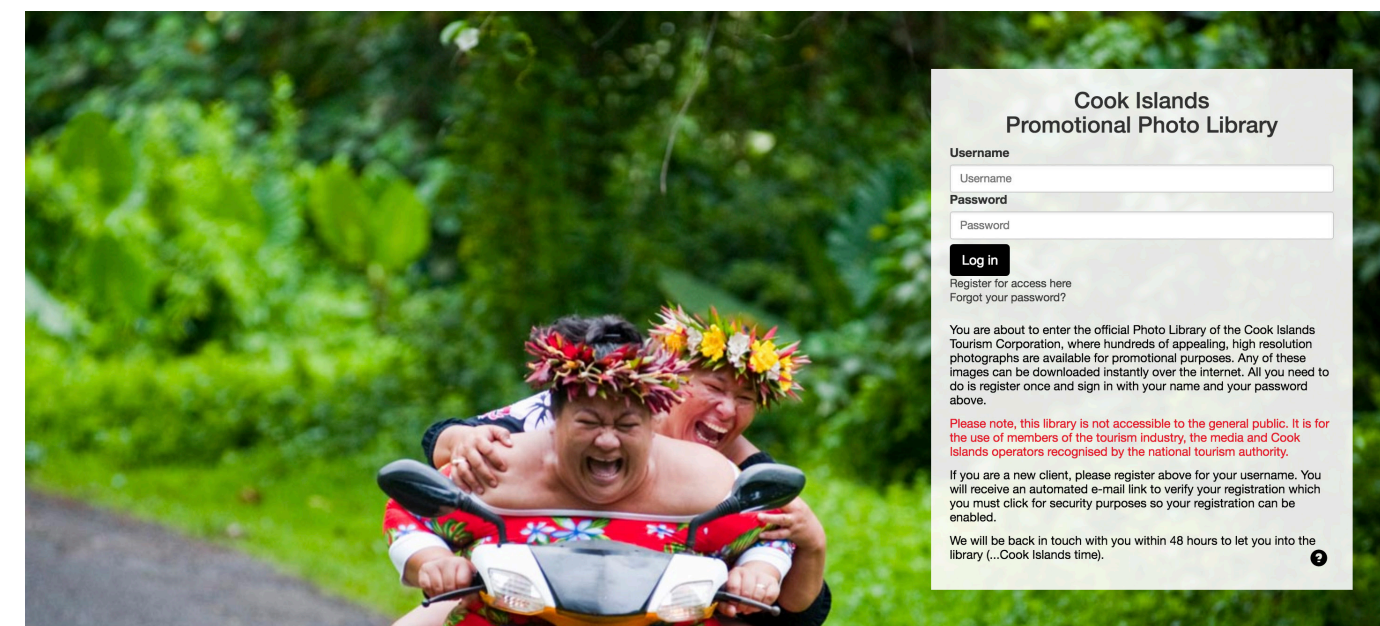 Cook Islands
Promotional Photo Library
Username
Username
Password
Password
Log in
Register for access here
Forgot your password?
You are about to enter the official Photo Library of the Cook Islands
Tourism Corporation, where hundreds of appealing, high resolution
photographs are available for promotional purposes. Any of these
images can be downloaded instantly over the internet. All you need to
do is register once and sign in with your name and your password
above.
Please note, this library is not accessible to the general public. It is for
the use of members of the tourism industry, the media and Cook
Islands operators recognised by the national tourism authority.
If you are a new client, please register above for your username. You
will receive an automated e-mail link to verify your registration which
you must click for security purposes so your registration can be
enabled.
We will be back in touch with you within 48 hours to let you into the
library (...Cook Islands time).
?